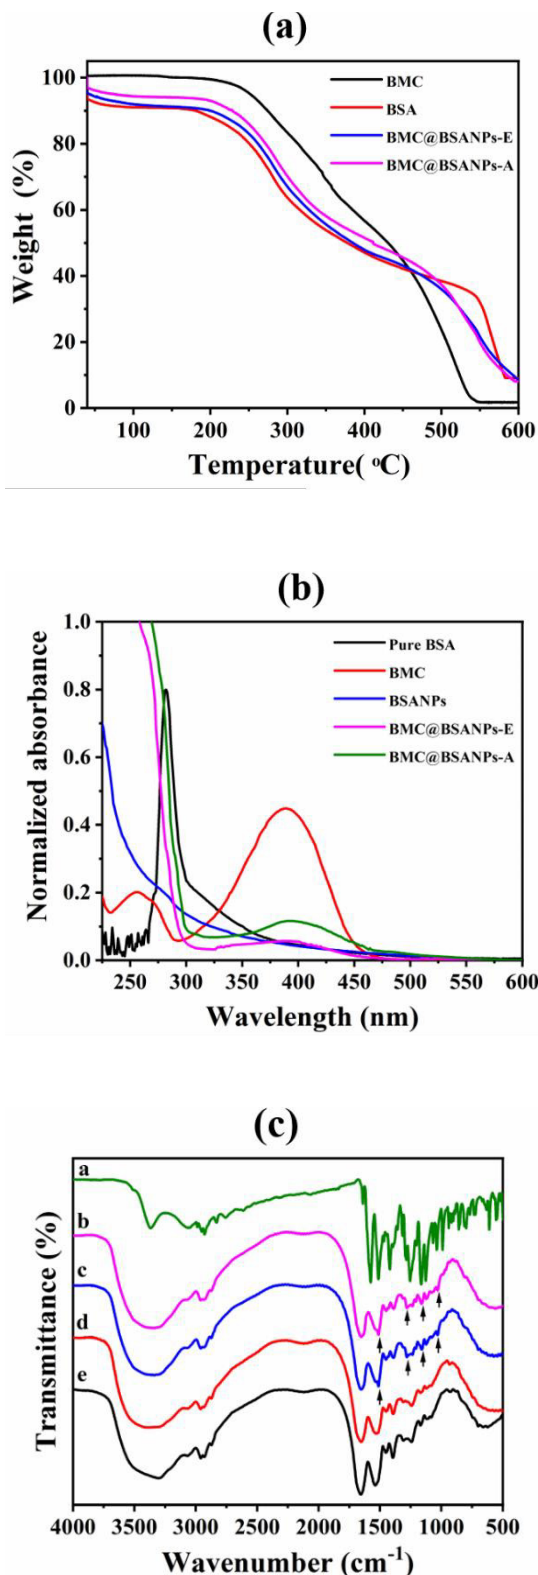 (a)
100
80
60
40
20
0
Weight (%)
BMC
BSA
BMC@BSANPs-E
BMC@BSANPs-A
100 200 300 400 500 600
Temperature( °C)
(b)
1.0
0.8
0.6
0.4
0.2
0.0
Normalized absorbance
Pure BSA
BMC
BSANPs
BMC@BSANPs-E
BMC@BSANPs-A
250 300 350 400 450 500 550 600
Wavelength (nm)
(c)
Transmittance (%)
a
b
c
d
e
4000 3500 3000 2500 2000 1500 1000 500
Wavenumber (cm⁻¹)